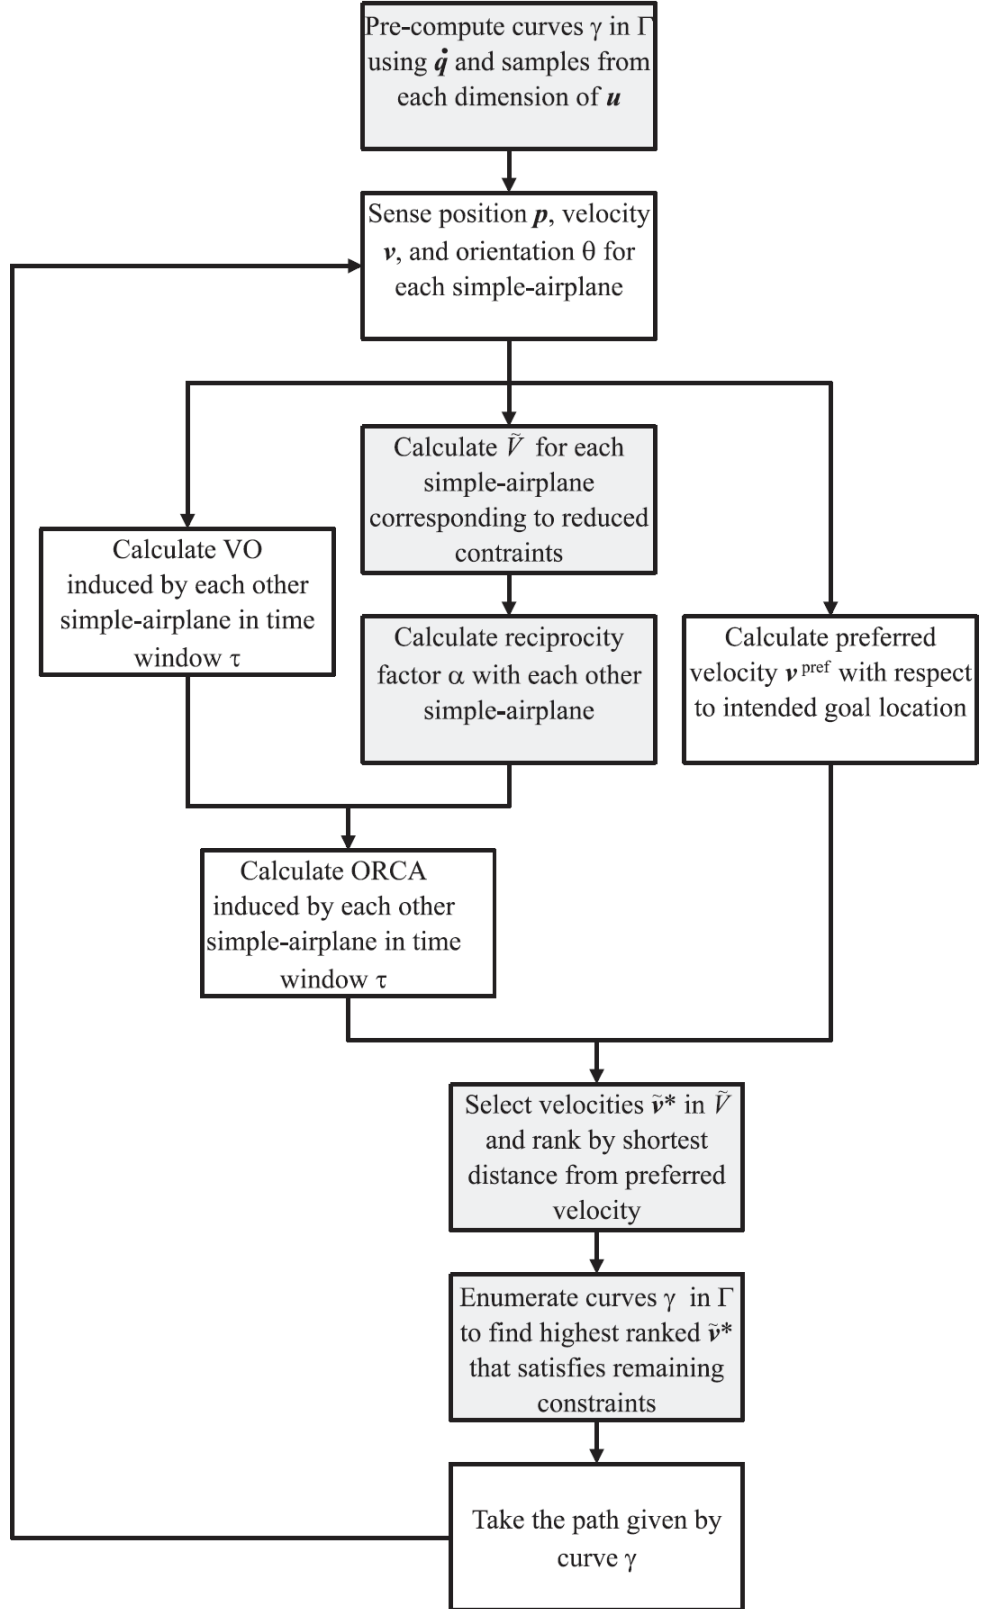 Pre-compute curves γ in Γ
using q̇ and samples from
each dimension of u
Sense position p, velocity
v, and orientation θ for
each simple-airplane
Calculate Ṽ for each
simple-airplane
corresponding to reduced
contraints
Calculate VO
induced by each other
simple-airplane in time
window τ
Calculate reciprocity
factor α with each other
simple-airplane
Calculate preferred
velocity v pref with respect
to intended goal location
Calculate ORCA
induced by each other
simple-airplane in time
window τ
Select velocities ṽ* in Ṽ
and rank by shortest
distance from preferred
velocity
Enumerate curves γ in Γ
to find highest ranked ṽ*
that satisfies remaining
constraints
Take the path given by
curve γ